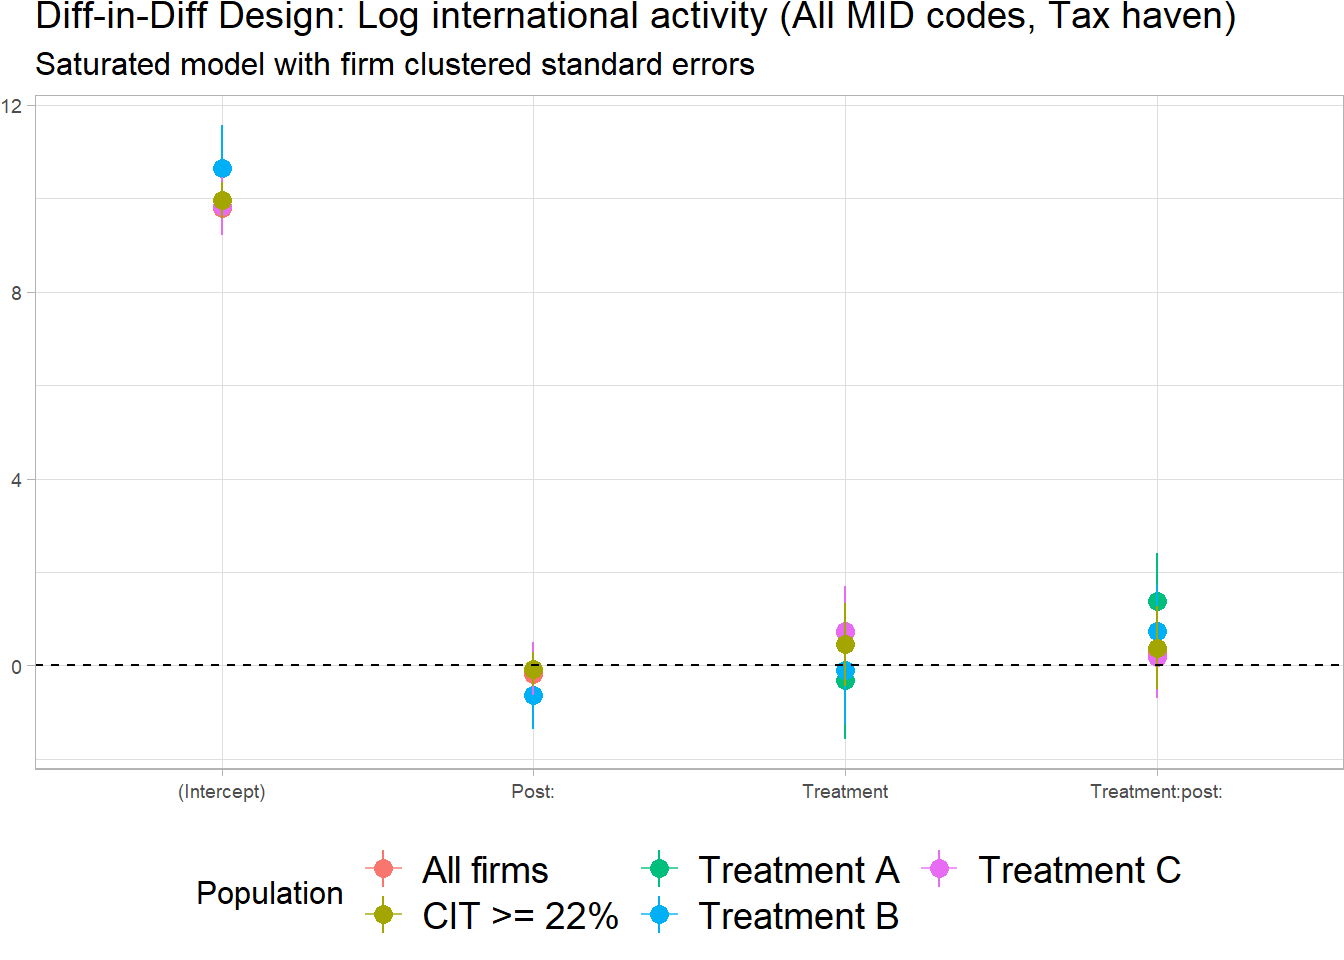 Diff-in-Diff Design: Log international activity (All MID codes, Tax haven)
Saturated model with firm clustered standard errors
12
8
4
0
(Intercept) Post: Treatment Treatment:post:
Population
All firms Treatment A Treatment C
CIT >= 22% Treatment B